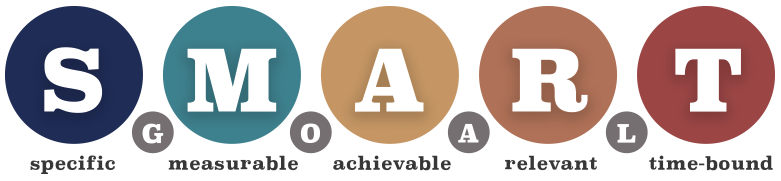 S M A R T
G O A L
specific measurable achievable relevant time-bound